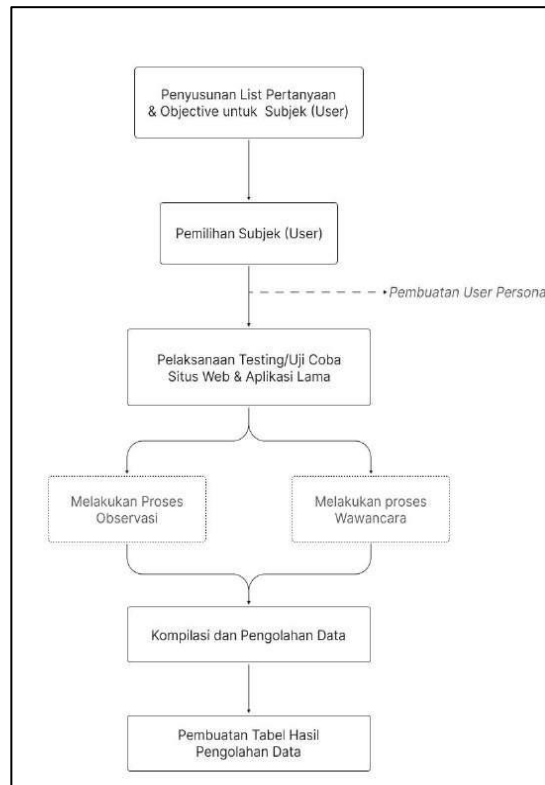 Penyusunan List Pertanyaan
& Objective untuk Subjek (User)
Pemilihan Subjek (User)
Pembuatan User Persona
Pelaksanaan Testing/Uji Coba
Situs Web & Aplikasi Lama
Melakukan Proses
Observasi
Melakukan proses
Wawancara
Kompilasi dan Pengolahan Data
Pembuatan Tabel Hasil
Pengolahan Data